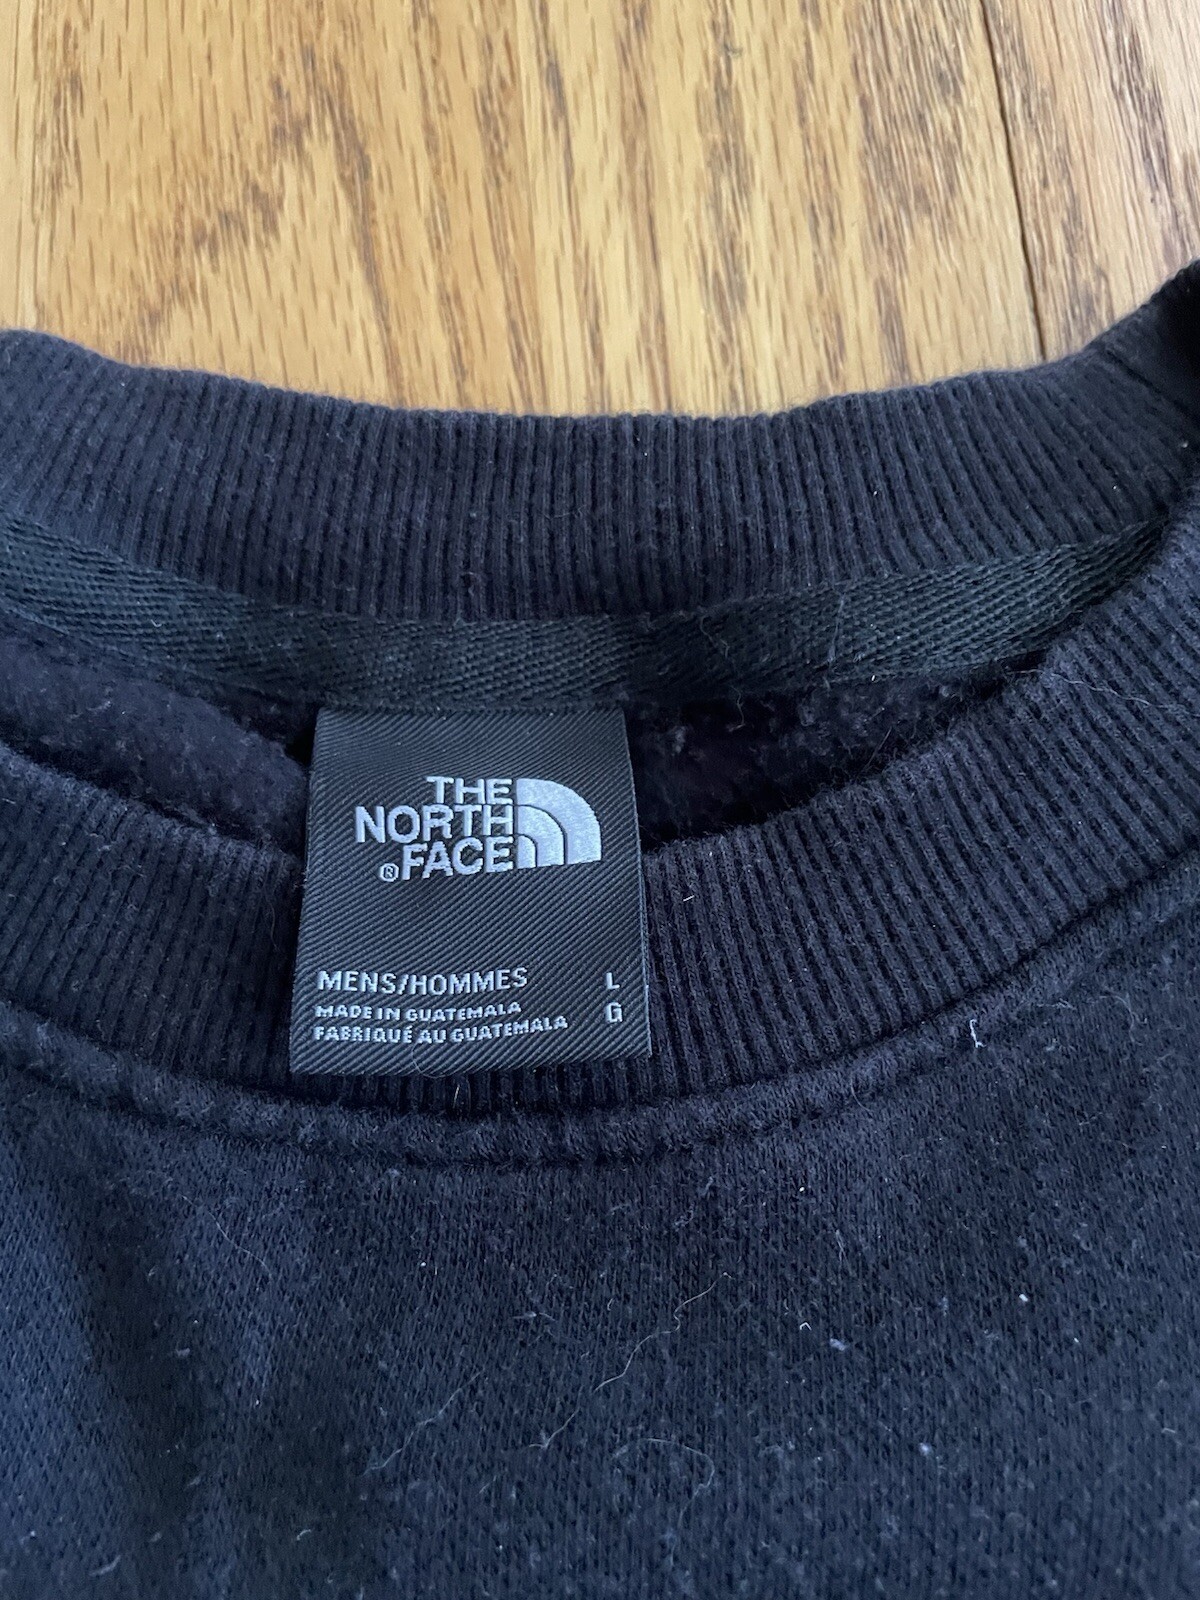 THE
NORTH
®FACE
MENS/HOMMES L
MADE IN GUATEMALA
FABRIQUÉ AU GUATEMALA G